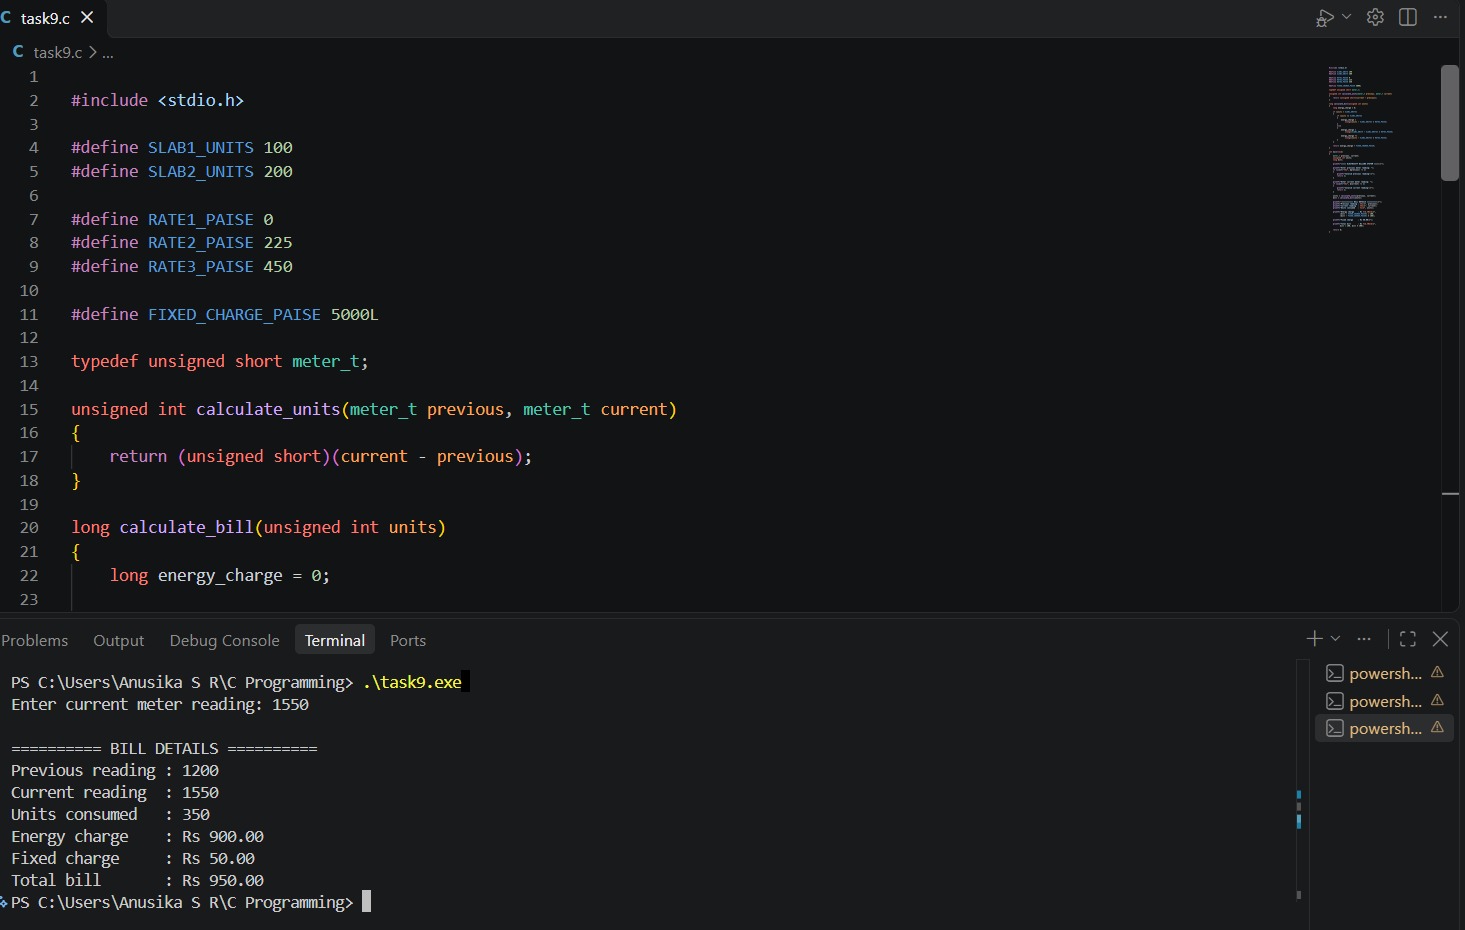 task9.c
task9.c > ...
1
2 #include <stdio.h>
3
4 #define SLAB1_UNITS 100
5 #define SLAB2_UNITS 200
6
7 #define RATE1_PAISE 0
8 #define RATE2_PAISE 225
9 #define RATE3_PAISE 450
10
11 #define FIXED_CHARGE_PAISE 5000L
12
13 typedef unsigned short meter_t;
14
15 unsigned int calculate_units(meter_t previous, meter_t current)
16 {
17     return (unsigned short)(current - previous);
18 }
19
20 long calculate_bill(unsigned int units)
21 {
22     long energy_charge = 0;
23
Problems Output Debug Console Terminal Ports
PS C:\Users\Anusika S R\C Programming> .\task9.exe
Enter current meter reading: 1550
========== BILL DETAILS ==========
Previous reading : 1200
Current reading  : 1550
Units consumed   : 350
Energy charge    : Rs 900.00
Fixed charge     : Rs 50.00
Total bill       : Rs 950.00
PS C:\Users\Anusika S R\C Programming>
powersh...
powersh...
powersh...